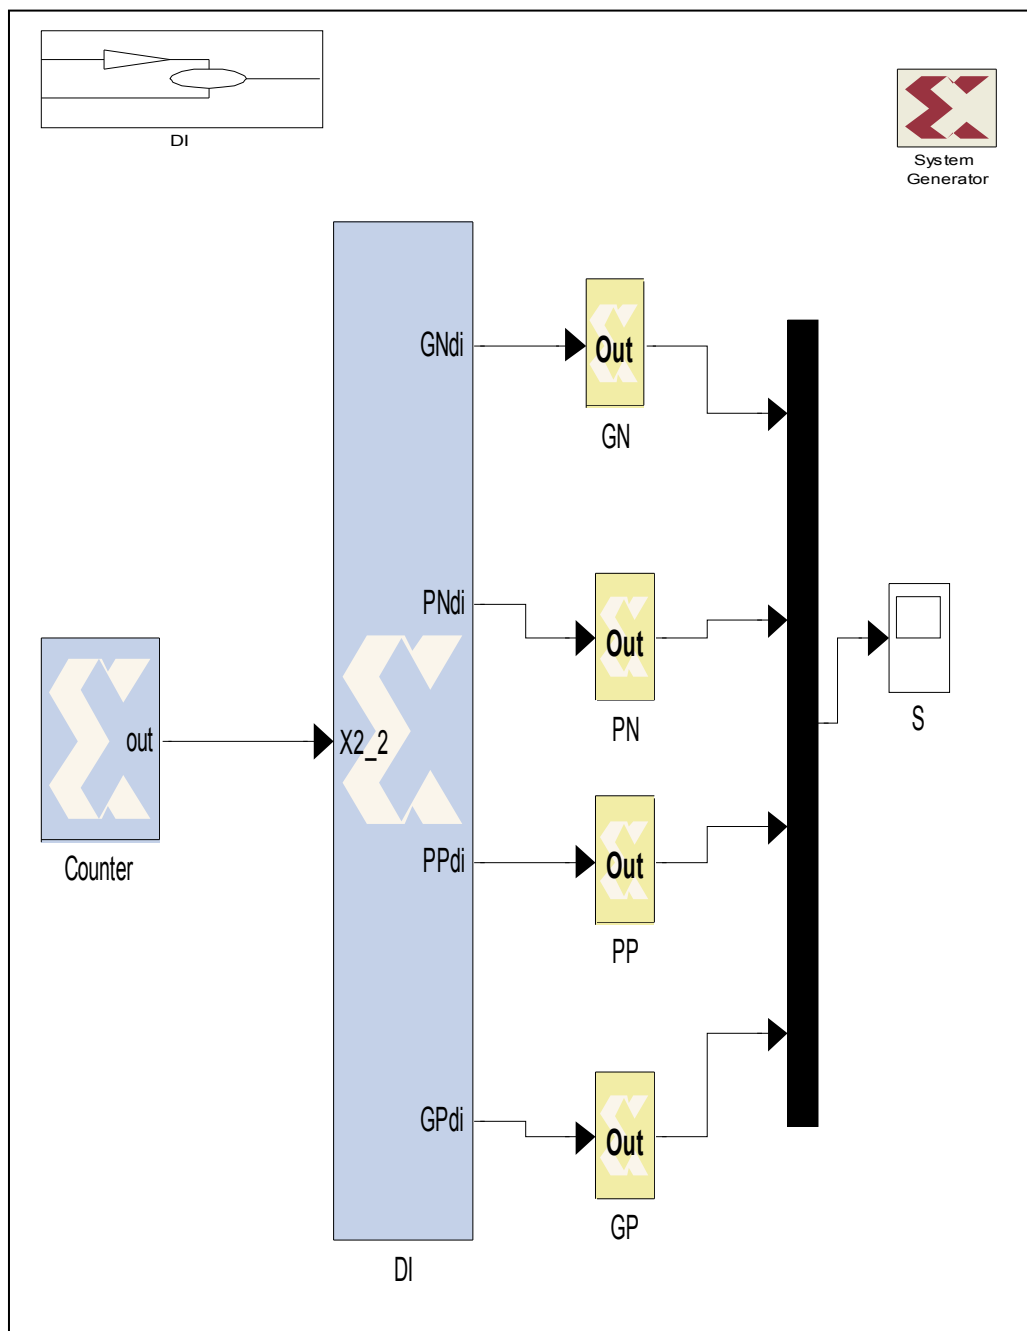 DI
System
Generator
GNdi
Out
GN
PNdi
Out
PN
S
out
X2_2
Counter
PPdi
Out
PP
GPdi
Out
GP
DI